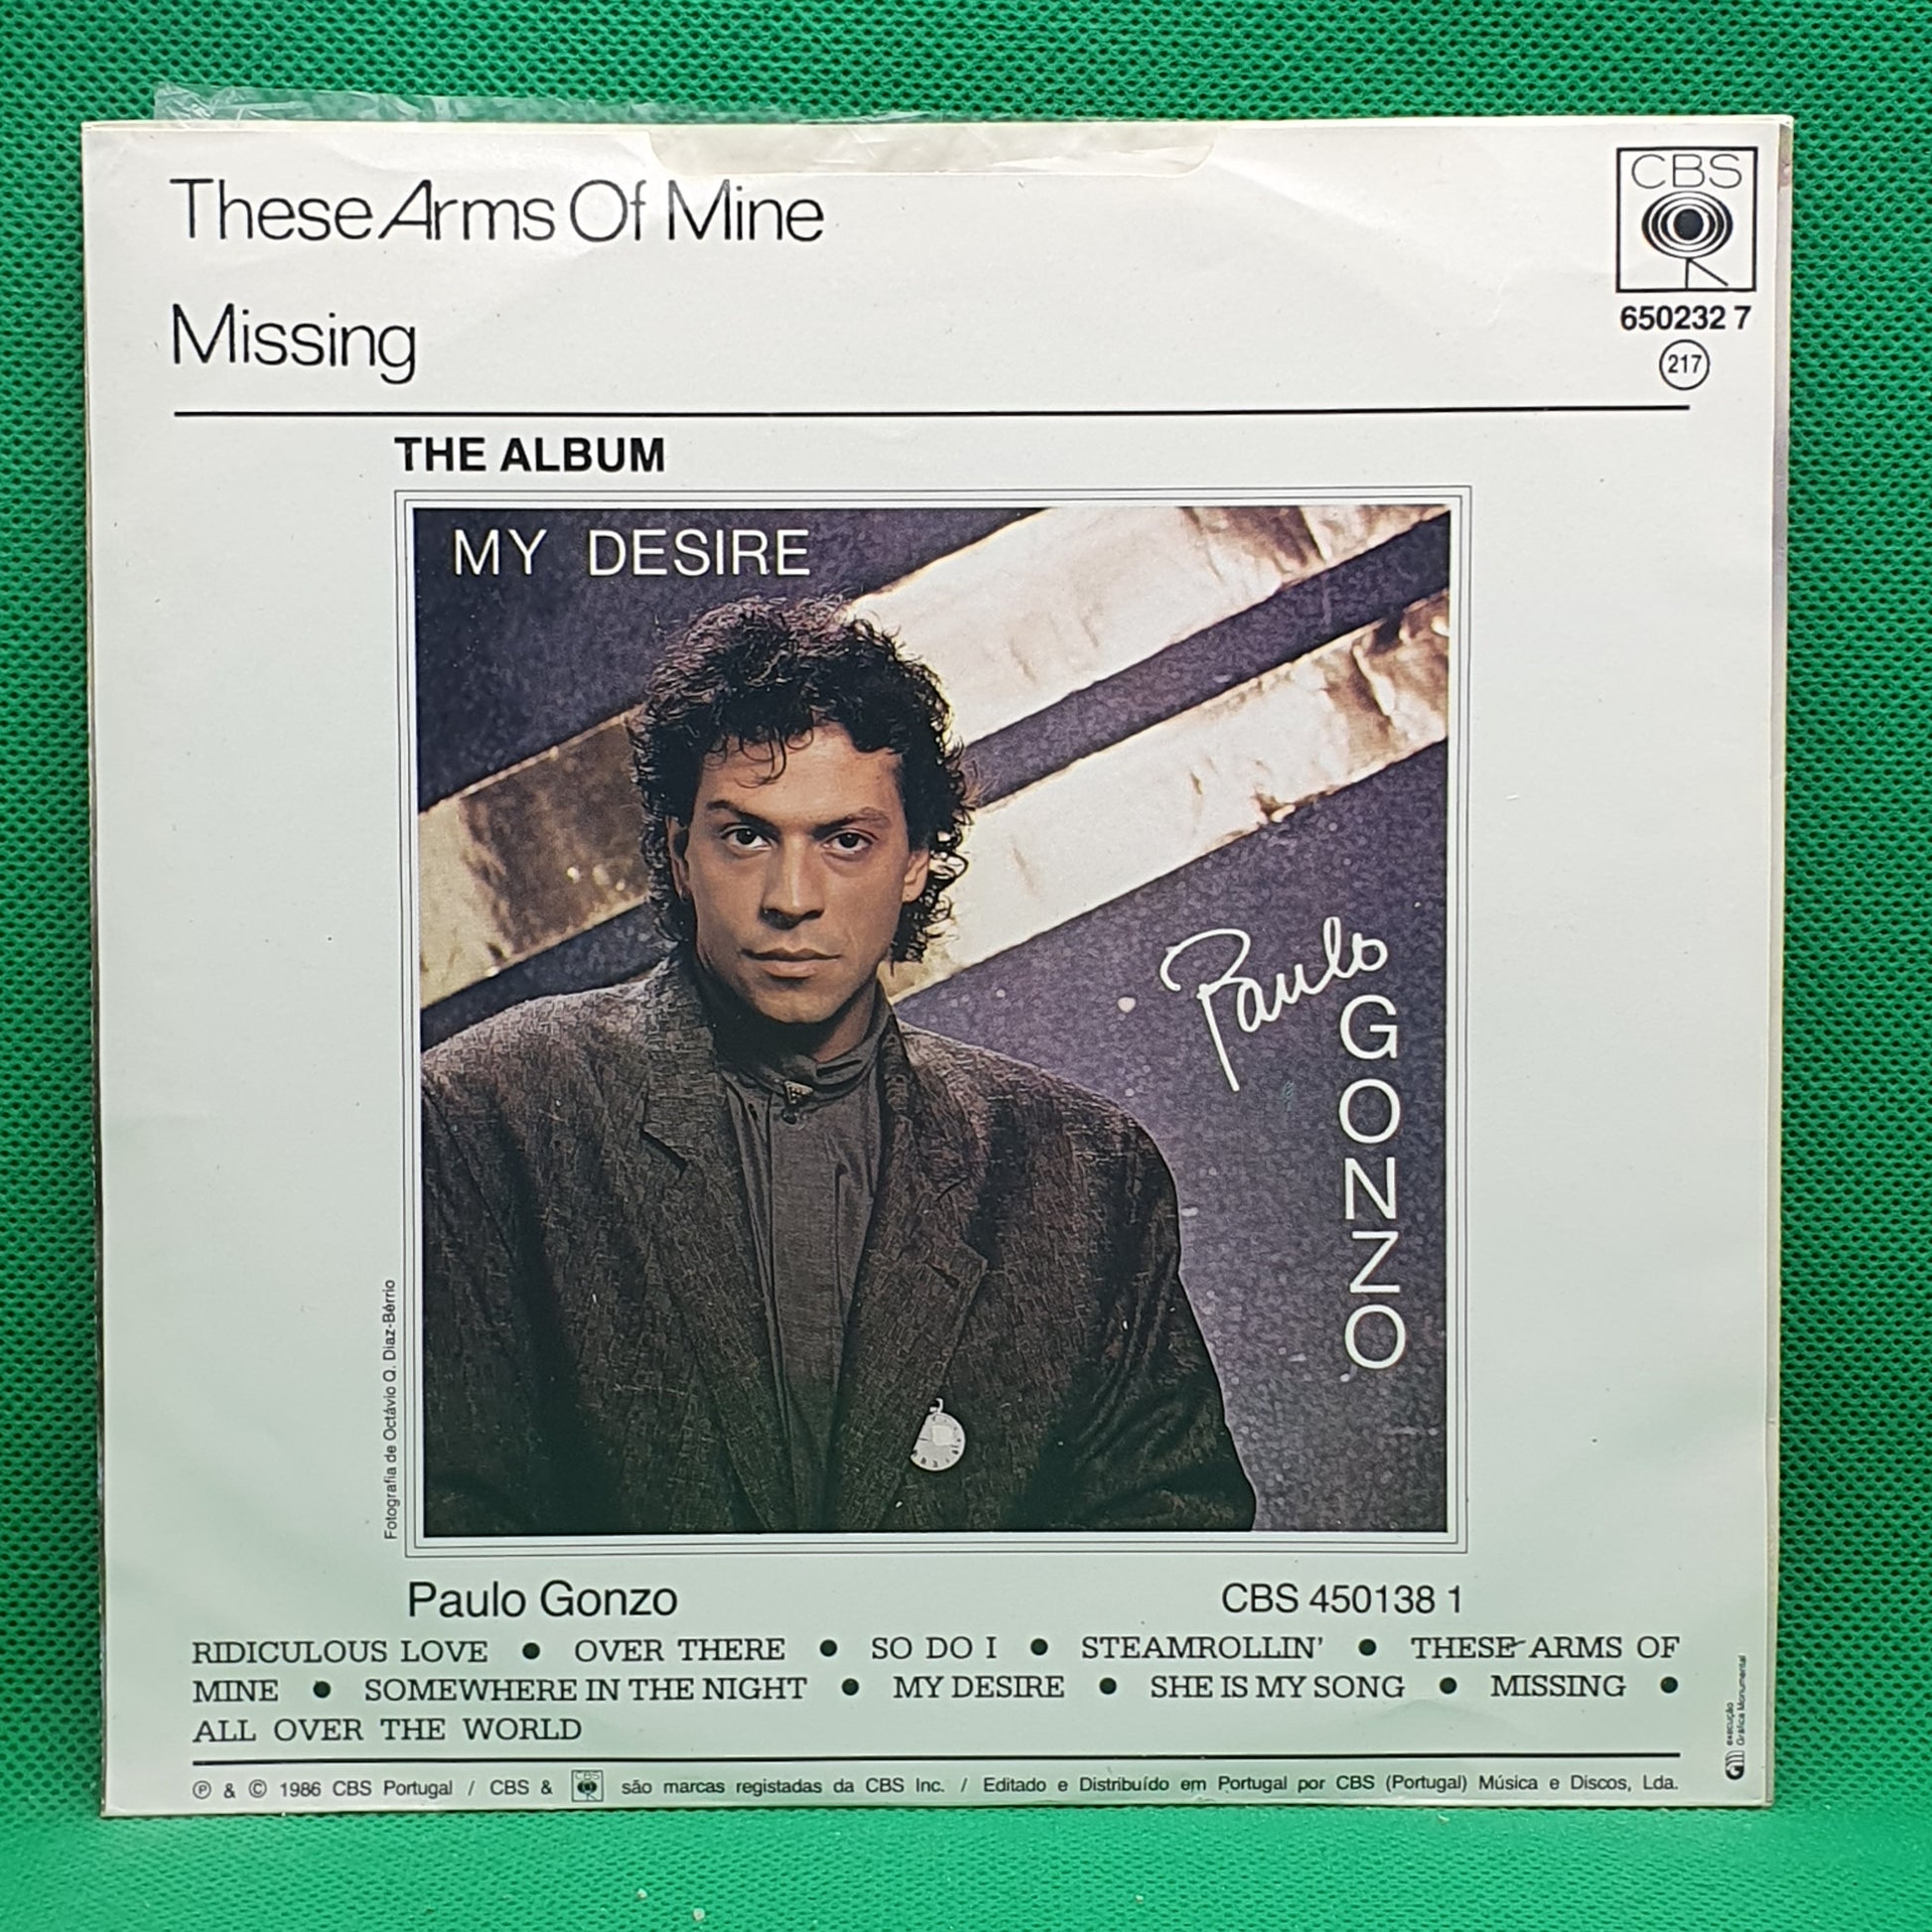 These Arms Of Mine
Missing
CBS
650232 7
217
THE ALBUM
MY DESIRE
Paulo
GONZO
Fotografia de Octávio Q. Diaz-Bérrio
Paulo Gonzo
CBS 450138 1
RIDICULOUS LOVE ● OVER THERE ● SO DO I ● STEAMROLLIN' ● THESE ARMS OF
MINE ● SOMEWHERE IN THE NIGHT ● MY DESIRE ● SHE IS MY SONG ● MISSING ●
ALL OVER THE WORLD
execução
Gráfica Monumental
℗ & © 1986 CBS Portugal / CBS & CBS são marcas registadas da CBS Inc. / Editado e Distribuído em Portugal por CBS (Portugal) Música e Discos, Lda.